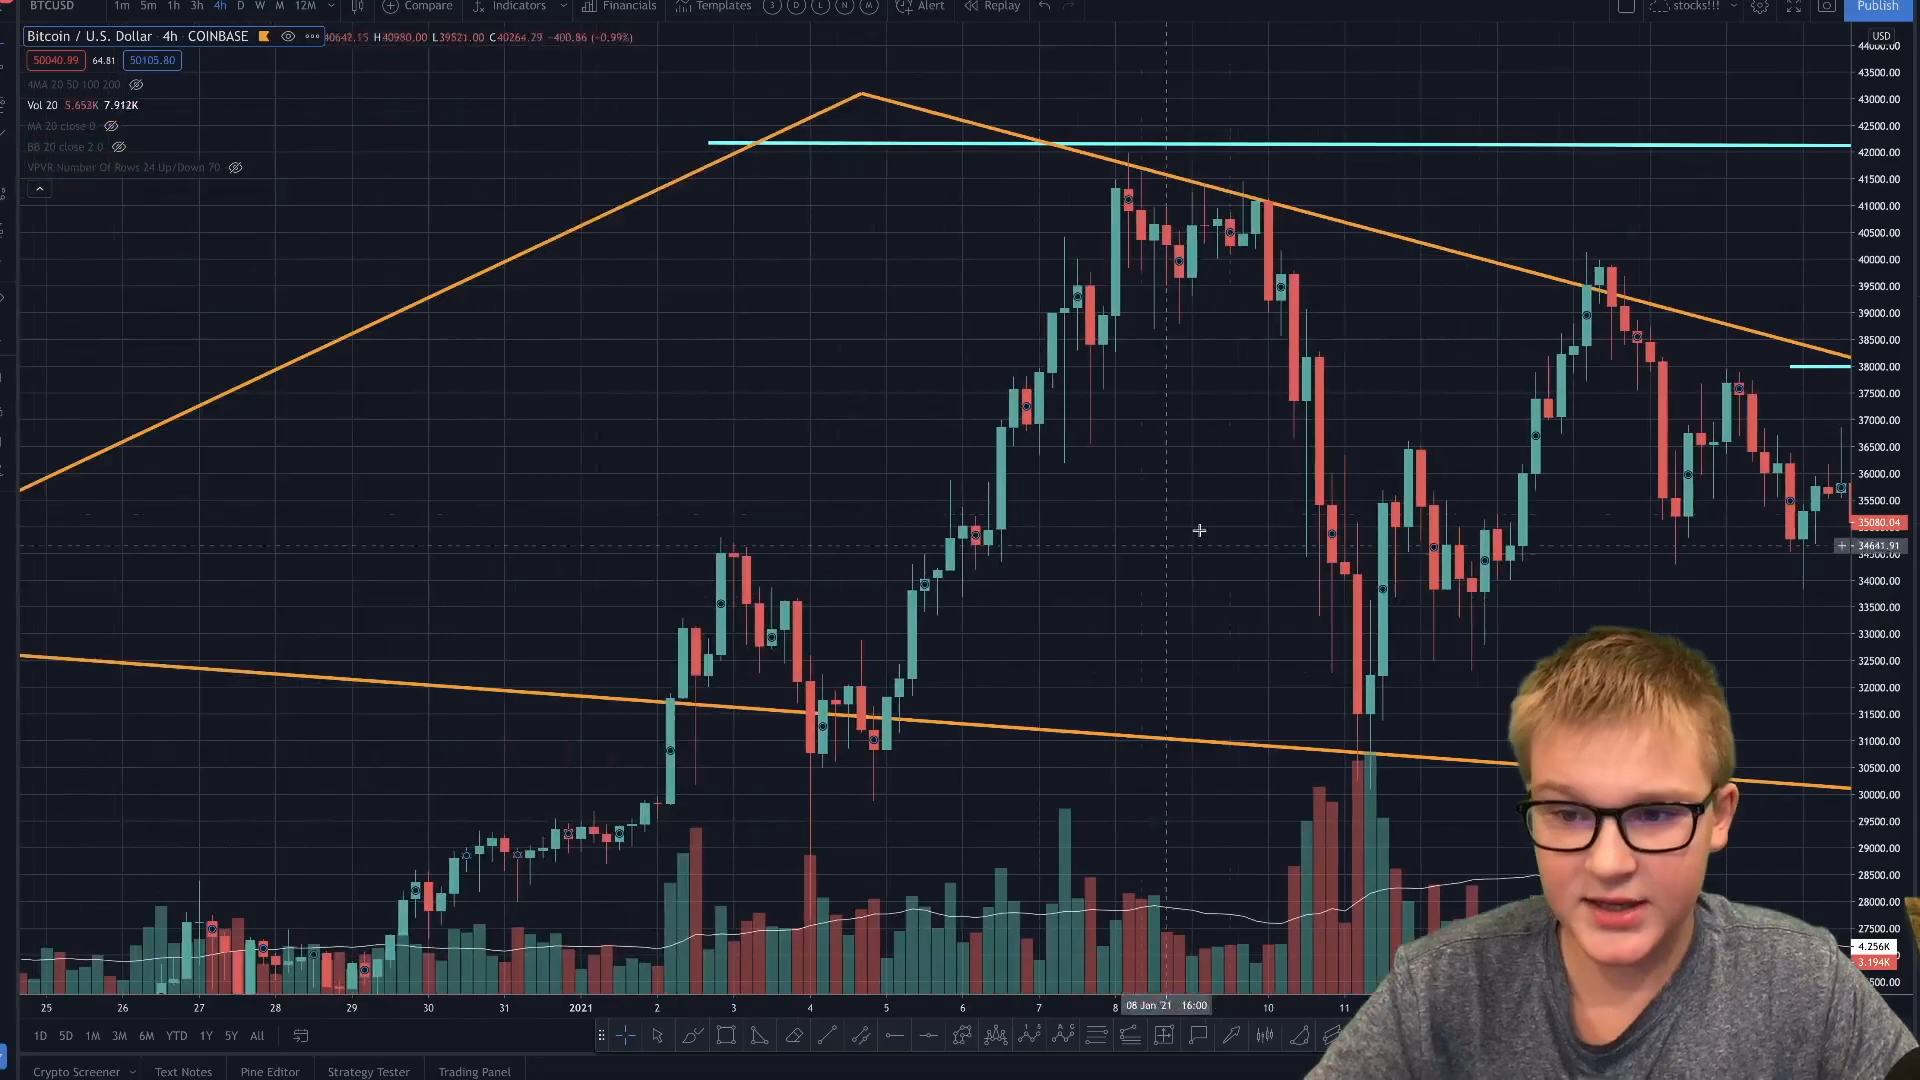 BTCUSD 1m 5m 1h 3h 4h D W M 12M Compare Indicators Financials Templates 3 D L N M Alert Replay stocks!!! Publish
Bitcoin / U.S. Dollar 4h COINBASE 40642.15 H40980.00 C40264.29 −400.86 (−0.99%)
50040.99 64.81 50105.80
4MA 20 50 100 200
Vol 20 5.653K 7.912K
MA 20 close 0
BB 20 close 2 0
VPVR Number Of Rows 24 Up/Down 70
USD
44000.00
43500.00
43000.00
42500.00
42000.00
41500.00
41000.00
40500.00
40000.00
39500.00
39000.00
38500.00
38000.00
37500.00
37000.00
36500.00
36000.00
35500.00
35080.04
34641.91
34500.00
34000.00
33500.00
33000.00
32500.00
32000.00
31500.00
31000.00
30500.00
30000.00
29500.00
29000.00
28500.00
28000.00
27500.00
4.256K
3.194K
25 26 27 28 29 30 31 2021 2 3 4 5 6 7 8 08 Jan '21 16:00 10 11
1D 5D 1M 3M 6M YTD 1Y 5Y All
Crypto Screener Text Notes Pine Editor Strategy Tester Trading Panel